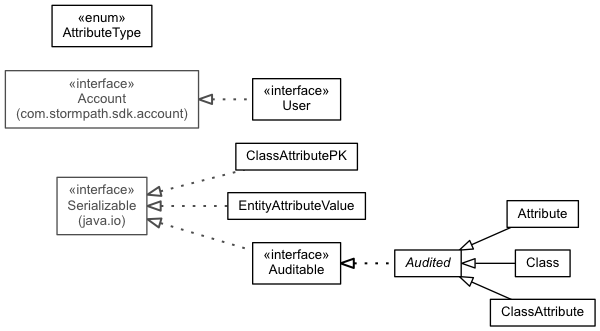 «enum»
AttributeType
«interface»
Account
(com.stormpath.sdk.account)
«interface»
User
ClassAttributePK
«interface»
Serializable
(java.io)
EntityAttributeValue
«interface»
Auditable
Audited
Attribute
Class
ClassAttribute